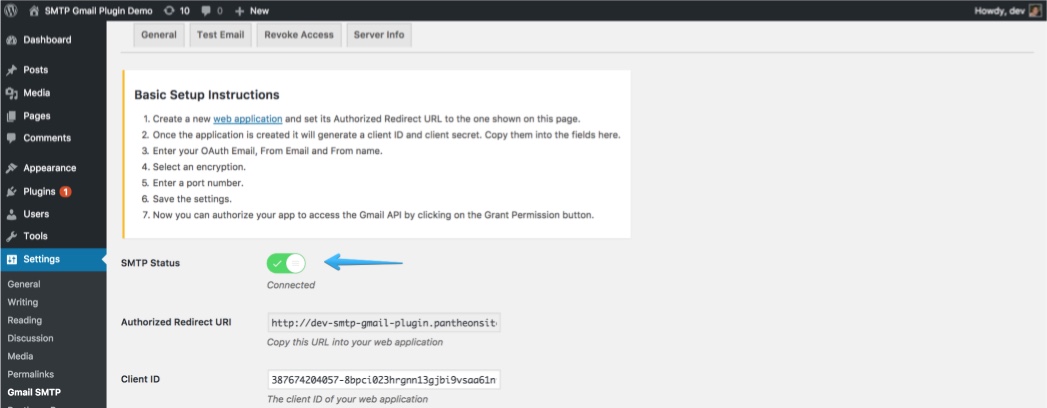 SMTP Gmail Plugin Demo 10 0 + New Howdy, dev
Dashboard
Posts
Media
Pages
Comments
Appearance
Plugins 1
Users
Tools
Settings
General
Writing
Reading
Discussion
Media
Permalinks
Gmail SMTP
General Test Email Revoke Access Server Info
Basic Setup Instructions
1. Create a new web application and set its Authorized Redirect URL to the one shown on this page.
2. Once the application is created it will generate a client ID and client secret. Copy them into the fields here.
3. Enter your OAuth Email, From Email and From name.
4. Select an encryption.
5. Enter a port number.
6. Save the settings.
7. Now you can authorize your app to access the Gmail API by clicking on the Grant Permission button.
SMTP Status
Connected
Authorized Redirect URI http://dev-smtp-gmail-plugin.pantheonsit
Copy this URL into your web application
Client ID 387674204057-8bpci023hrgnn13gjbi9vsaa61n
The client ID of your web application